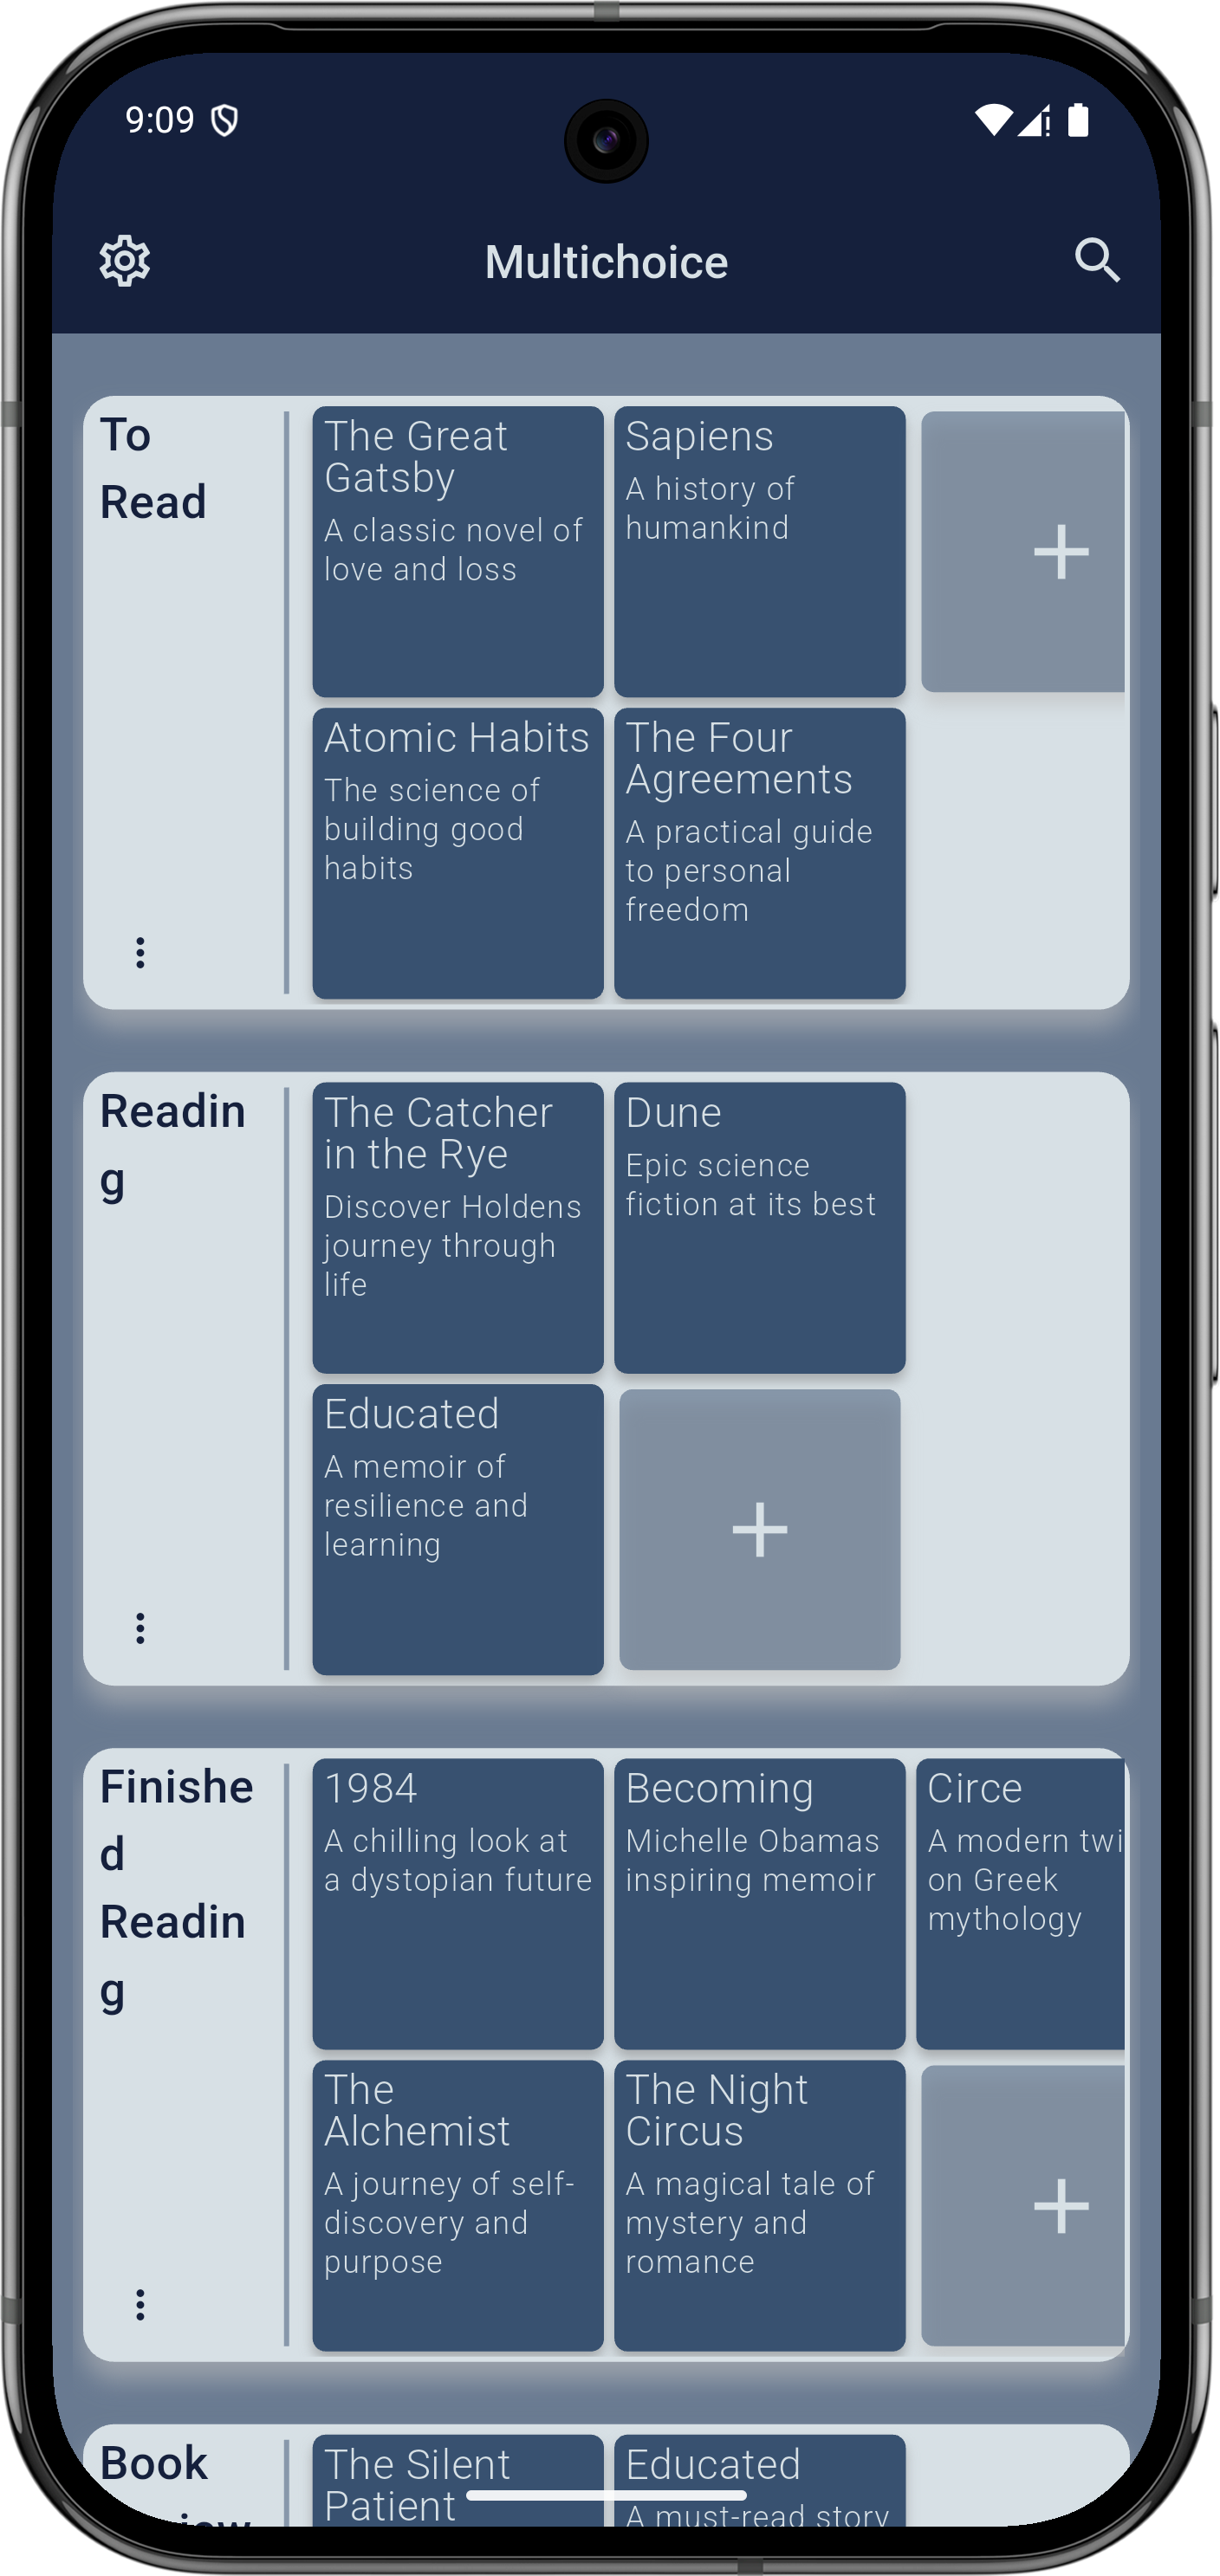 9:09
Multichoice
To
Read
The Great
Gatsby
A classic novel of
love and loss
Sapiens
A history of
humankind
Atomic Habits
The science of
building good
habits
The Four
Agreements
A practical guide
to personal
freedom
Readin
g
The Catcher
in the Rye
Discover Holdens
journey through
life
Dune
Epic science
fiction at its best
Educated
A memoir of
resilience and
learning
Finishe
d
Readin
g
1984
A chilling look at
a dystopian future
Becoming
Michelle Obamas
inspiring memoir
Circe
A modern
on Greek
mythology
The
Alchemist
A journey of self-
discovery and
purpose
The Night
Circus
A magical tale of
mystery and
romance
Book
The Silent
Patient
Educated
A must-read story